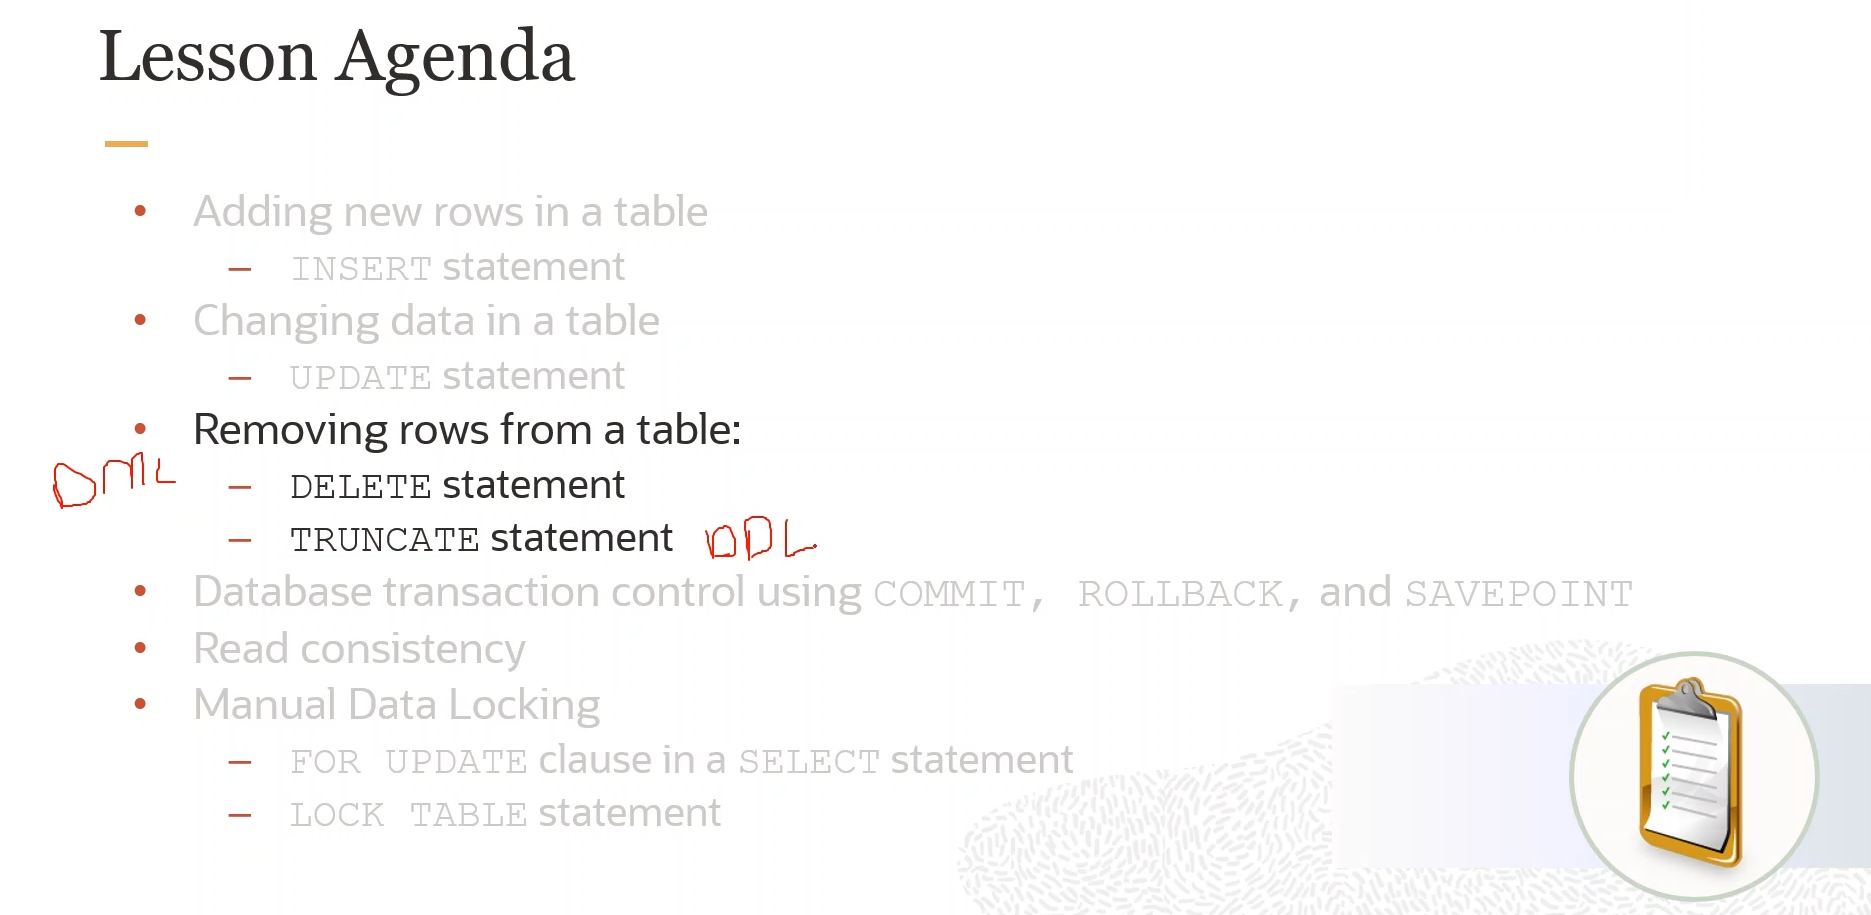 Lesson Agenda
• Adding new rows in a table
– INSERT statement
• Changing data in a table
– UPDATE statement
• Removing rows from a table:
DML – DELETE statement
– TRUNCATE statement DDL
• Database transaction control using COMMIT, ROLLBACK, and SAVEPOINT
• Read consistency
• Manual Data Locking
– FOR UPDATE clause in a SELECT statement
– LOCK TABLE statement